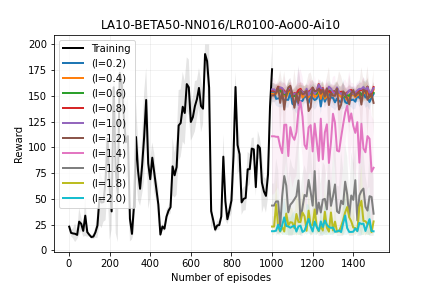 LA10-BETA50-NN016/LR0100-Ao00-Ai10
200
175
150
125
100
75
50
25
0
Reward
Training
(l=0.2)
(l=0.4)
(l=0.6)
(l=0.8)
(l=1.0)
(l=1.2)
(l=1.4)
(l=1.6)
(l=1.8)
(l=2.0)
0 200 400 600 800 1000 1200 1400
Number of episodes